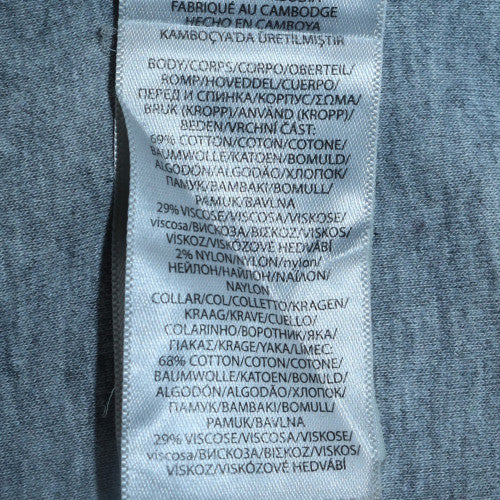 FABRIQUÉ AU CAMBODGE
HECHO EN CAMBOYA
KAMBOÇYA'DA ÜRETILMIŞTIR
BODY/CORPS/CORPO/OBERTEIL/
ROMP/HOVEDDEL/CUERPO/
ПЕРЕД И СПИНКА/КОРПУС/ΣΩΜΑ/
BRUK (KROPP)/ANVÄND (KROPP)/
BEDEN/VRCHNÍ ČÁST:
69% COTTON/COTON/COTONE/
BAUMWOLLE/KATOEN/BOMULD/
ALGODÓN/ALGODÃO/ХЛОПОК/
ПАМУК/BAMBAKI/BOMULL/
PAMUK/BAVLNA
29% VISCOSE/VISCOSA/VISKOSE/
viscosa/ВИСКОЗА/ΒΙΣΚΟΖ/VISKOS/
VISKOZ/VISKÓZOVÉ HEDVÁBÍ
2% NYLON/NYLON/nylon/
НЕЙЛОН/НАЙЛОН/ΝΑΪΛΟΝ/
NAYLON
COLLAR/COL/COLLETTO/KRAGEN/
KRAAG/KRAVE/CUELLO/
COLARINHO/ВОРОТНИК/ЯКА/
ΓΙΑΚΑΣ/KRAGE/YAKA/LÍMEC:
68% COTTON/COTON/COTONE/
BAUMWOLLE/KATOEN/BOMULD/
ALGODÓN/ALGODÃO/ХЛОПОК/
ПАМУК/BAMBAKI/BOMULL/
PAMUK/BAVLNA
29% VISCOSE/VISCOSA/VISKOSE/
viscosa/ВИСКОЗА/ΒΙΣΚΟΖ/VISKOS/
VISKOZ/VISKÓZOVÉ HEDVÁBÍ